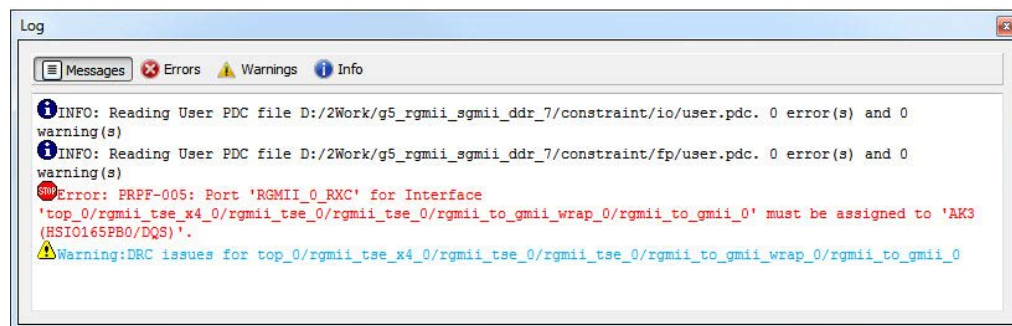 Log
Messages Errors Warnings Info
INFO: Reading User PDC file D:/2Work/g5_rgmii_sgmii_ddr_7/constraint/io/user.pdc. 0 error(s) and 0
warning(s)
INFO: Reading User PDC file D:/2Work/g5_rgmii_sgmii_ddr_7/constraint/fp/user.pdc. 0 error(s) and 0
warning(s)
STOP Error: PRPF-005: Port 'RGMII_0_RXC' for Interface
'top_0/rgmii_tse_x4_0/rgmii_tse_0/rgmii_tse_0/rgmii_to_gmii_wrap_0/rgmii_to_gmii_0' must be assigned to 'AK3
(HSIO165PB0/DQS)'.
Warning:DRC issues for top_0/rgmii_tse_x4_0/rgmii_tse_0/rgmii_tse_0/rgmii_to_gmii_wrap_0/rgmii_to_gmii_0